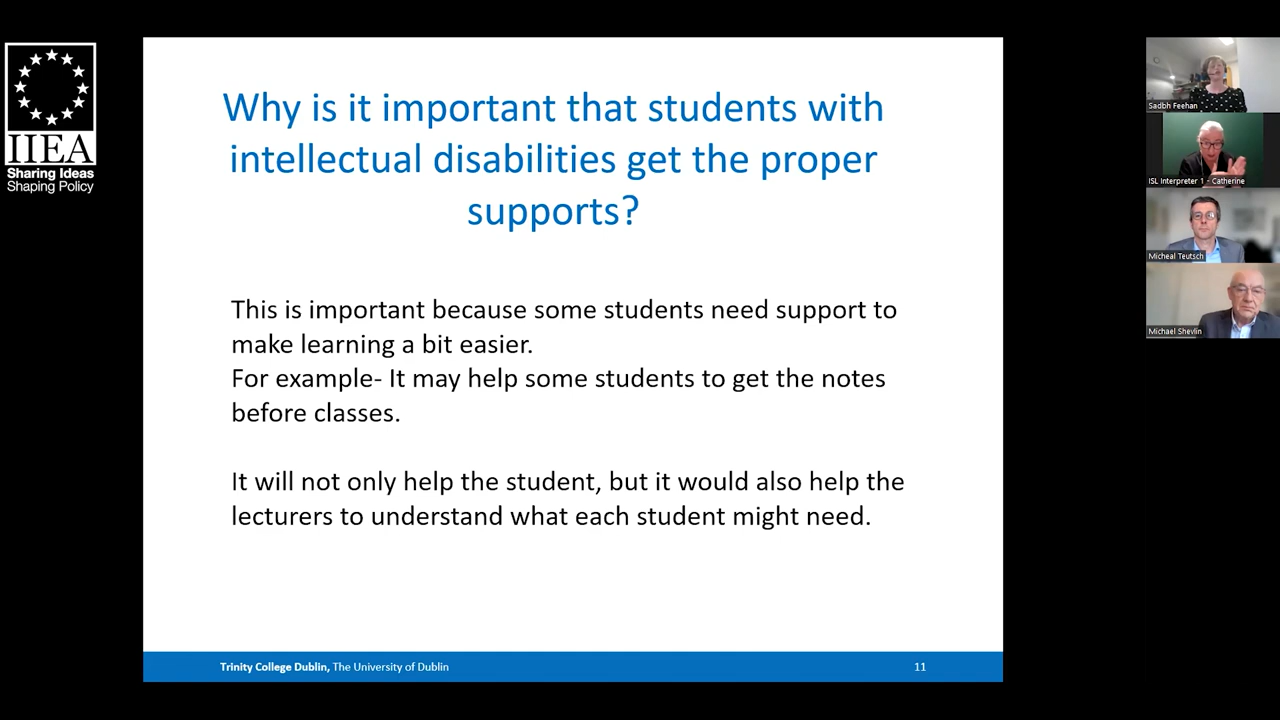 IIEA
Sharing Ideas
Shaping Policy
Why is it important that students with
intellectual disabilities get the proper
supports?
This is important because some students need support to
make learning a bit easier.
For example- It may help some students to get the notes
before classes.
It will not only help the student, but it would also help the
lecturers to understand what each student might need.
Trinity College Dublin, The University of Dublin
11
Sadbh Feehan
ISL Interpreter 1 - Catherine
Micheal Teutsch
Michael Shevlin